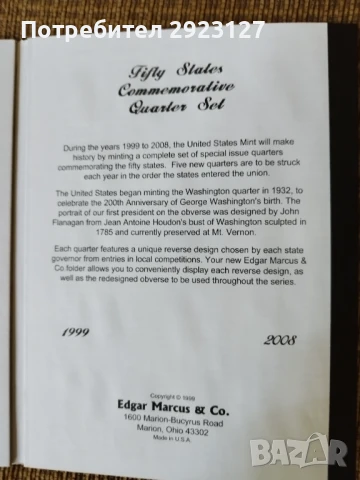 Потребител 2923127
Fifty States
Commemorative
Quarter Set
During the years 1999 to 2008, the United States Mint will make
history by minting a complete set of special issue quarters
commemorating the fifty states. Five new quarters are to be struck
each year in the order the states entered the union.
The United States began minting the Washington quarter in 1932, to
celebrate the 200th Anniversary of George Washington's birth. The
portrait of our first president on the obverse was designed by John
Flanagan from Jean Antoine Houdon's bust of Washington sculpted in
1785 and currently preserved at Mt. Vernon.
Each quarter features a unique reverse design chosen by each state
governor from entries in local competitions. Your new Edgar Marcus &
Co.folder allows you to conveniently display each reverse design, as
well as the redesigned obverse to be used throughout the series.
1999 2008
Copyright © 1999
Edgar Marcus & Co.
1600 Marion-Bucyrus Road
Marion, Ohio 43302
Made in U.S.A.
BAZAR